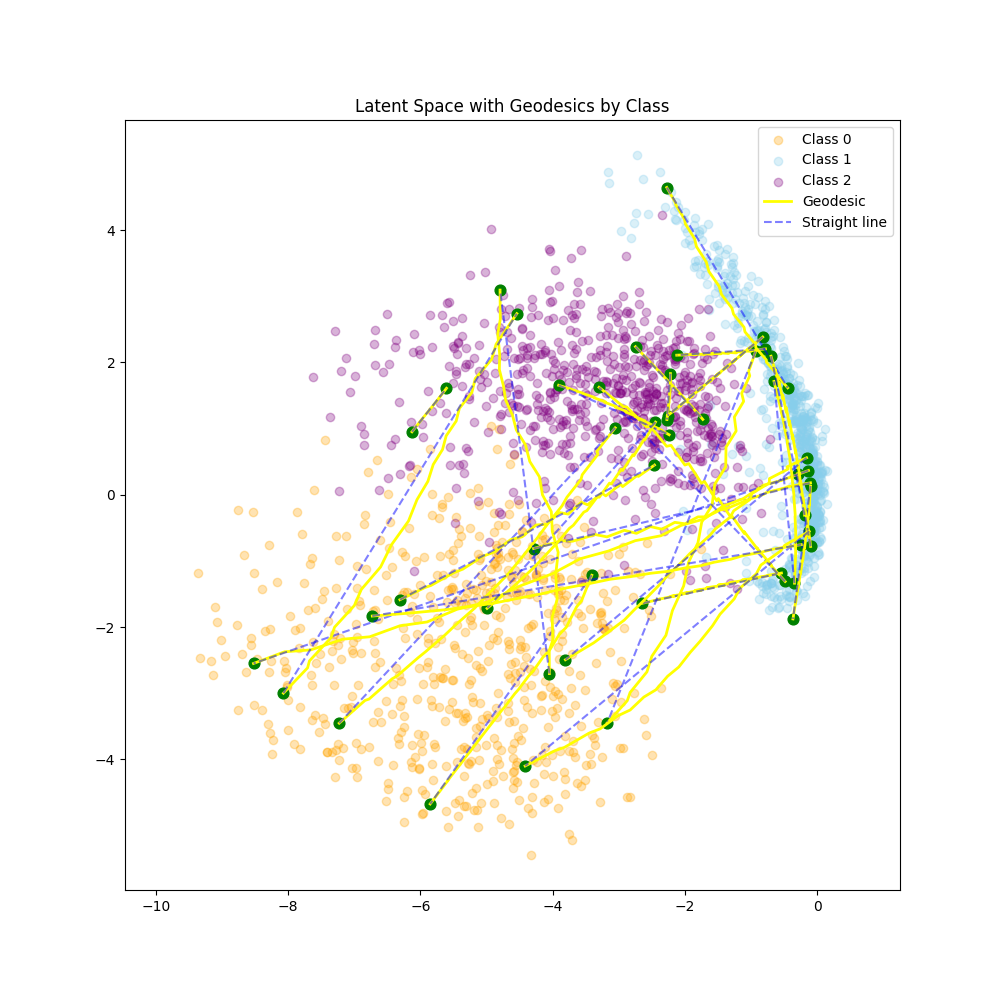 Latent Space with Geodesics by Class
Class 0
Class 1
Class 2
Geodesic
Straight line
4
2
0
−2
−4
−10
−8
−6
−4
−2
0